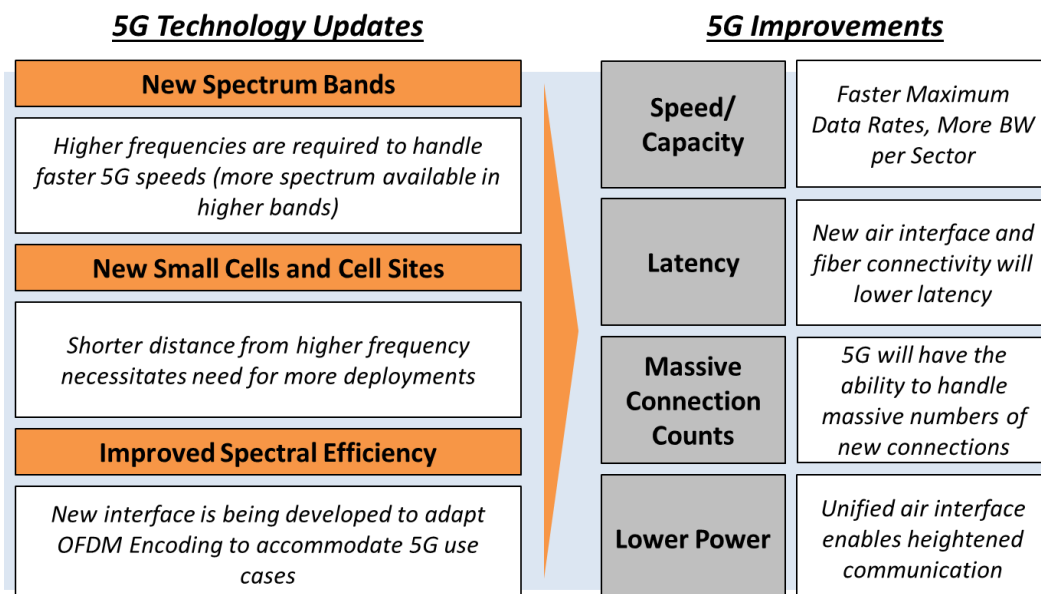 5G Technology Updates
New Spectrum Bands
Higher frequencies are required to handle
faster 5G speeds (more spectrum available in
higher bands)
New Small Cells and Cell Sites
Shorter distance from higher frequency
necessitates need for more deployments
Improved Spectral Efficiency
New interface is being developed to adapt
OFDM Encoding to accommodate 5G use
cases
5G Improvements
Speed/
Capacity
Faster Maximum
Data Rates, More BW
per Sector
Latency
New air interface and
fiber connectivity will
lower latency
Massive
Connection
Counts
5G will have the
ability to handle
massive numbers of
new connections
Lower Power
Unified air interface
enables heightened
communication